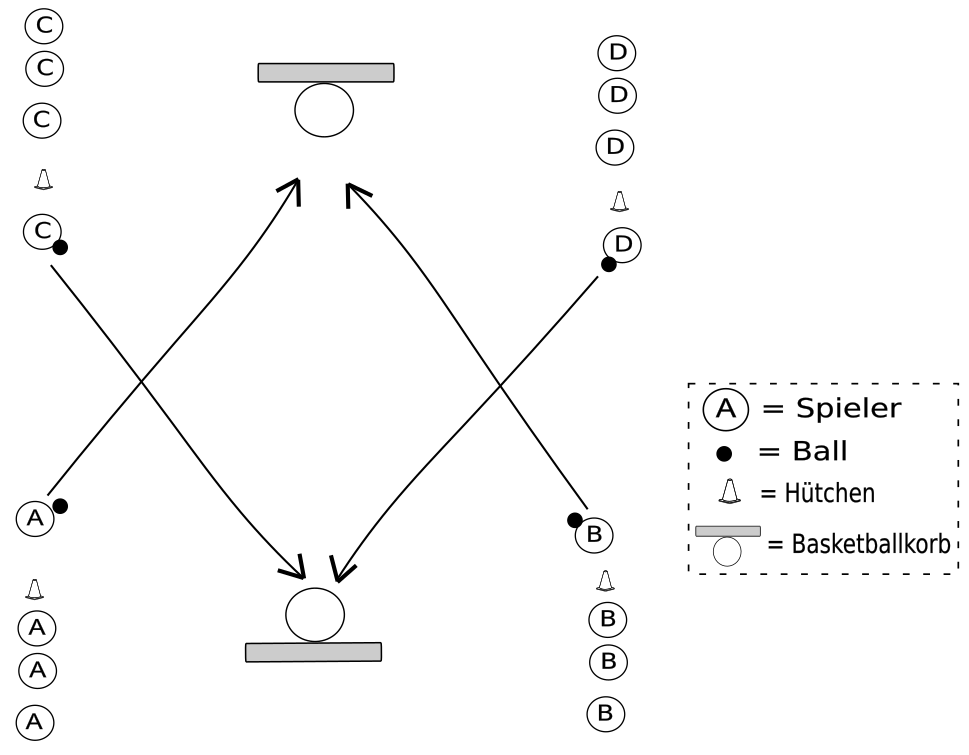 C
C
C
C
D
D
D
D
A
A
A
A
B
B
B
B
A = Spieler
= Ball
= Hütchen
= Basketballkorb